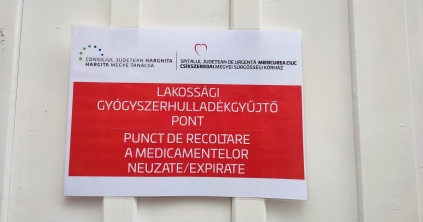 CONSILIUL JUDEȚEAN HARGHITA
HARGITA MEGYE TANÁCSA
SPITALUL JUDEȚEAN DE URGENȚĂ MIERCUREA CIUC
CSÍKSZEREDAI MEGYEI SÜRGŐSSÉGI KÓRHÁZ
LAKOSSÁGI
GYÓGYSZERHULLADÉKGYŰJTŐ
PONT
PUNCT DE RECOLTARE
A MEDICAMENTELOR
NEUZATE/EXPIRATE